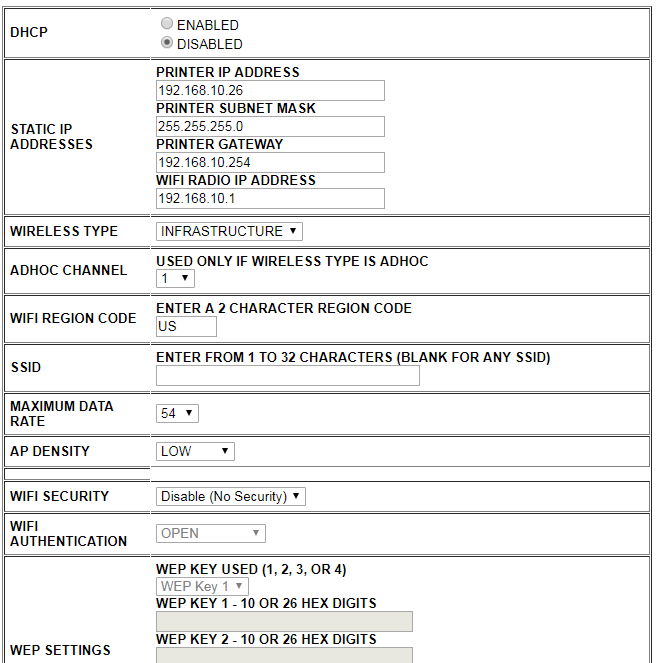 DHCP
ENABLED
DISABLED
STATIC IP
ADDRESSES
PRINTER IP ADDRESS
192.168.10.26
PRINTER SUBNET MASK
255.255.255.0
PRINTER GATEWAY
192.168.10.254
WIFI RADIO IP ADDRESS
192.168.10.1
WIRELESS TYPE
INFRASTRUCTURE
ADHOC CHANNEL
USED ONLY IF WIRELESS TYPE IS ADHOC
1
WIFI REGION CODE
ENTER A 2 CHARACTER REGION CODE
US
SSID
ENTER FROM 1 TO 32 CHARACTERS (BLANK FOR ANY SSID)
MAXIMUM DATA
RATE
54
AP DENSITY
LOW
WIFI SECURITY
Disable (No Security)
WIFI
AUTHENTICATION
OPEN
WEP SETTINGS
WEP KEY USED (1, 2, 3, OR 4)
WEP Key 1
WEP KEY 1 - 10 OR 26 HEX DIGITS
WEP KEY 2 - 10 OR 26 HEX DIGITS